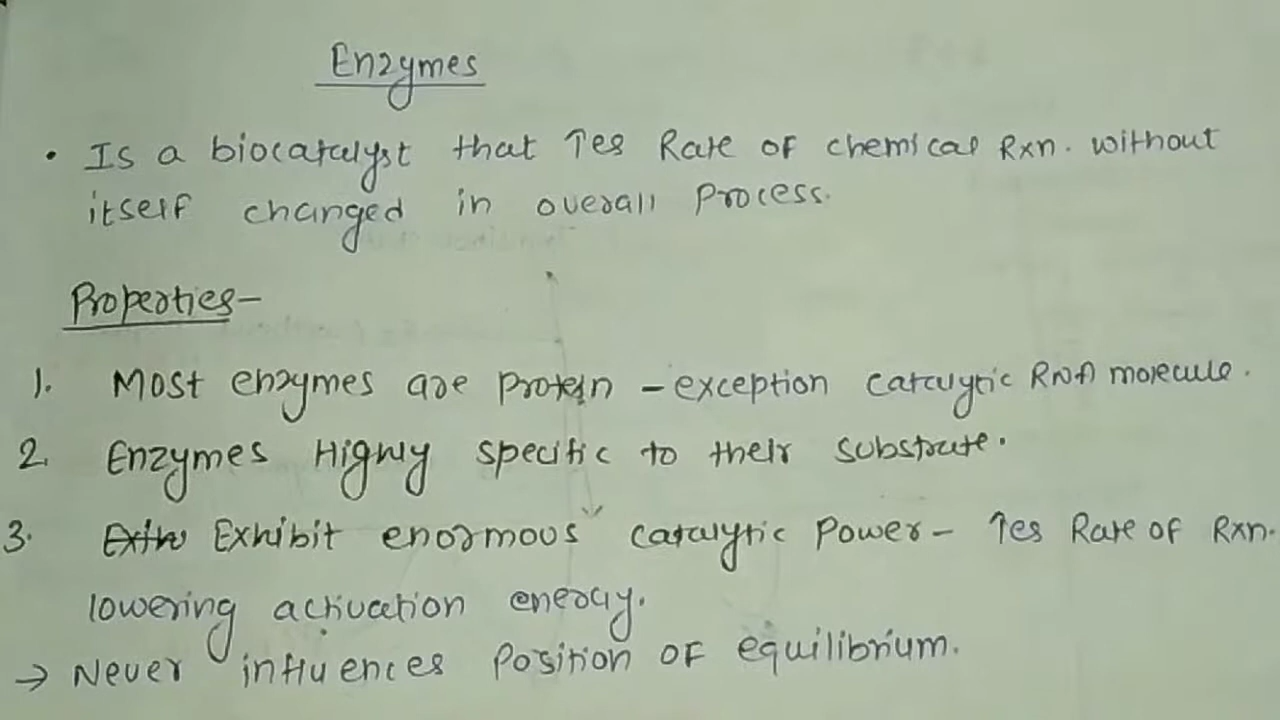 Enzymes
• Is a biocatalyst that ↑es Rate of chemical Rxn. without
itself changed in overall Process.
Properties-
1. Most enzymes are protein - exception catalytic RNA molecule.
2. Enzymes Highly specific to their substrate.
3. Exhibit enormous catalytic Power- ↑es Rate of Rxn.
lowering activation energy.
→ Never influences Position of equilibrium.